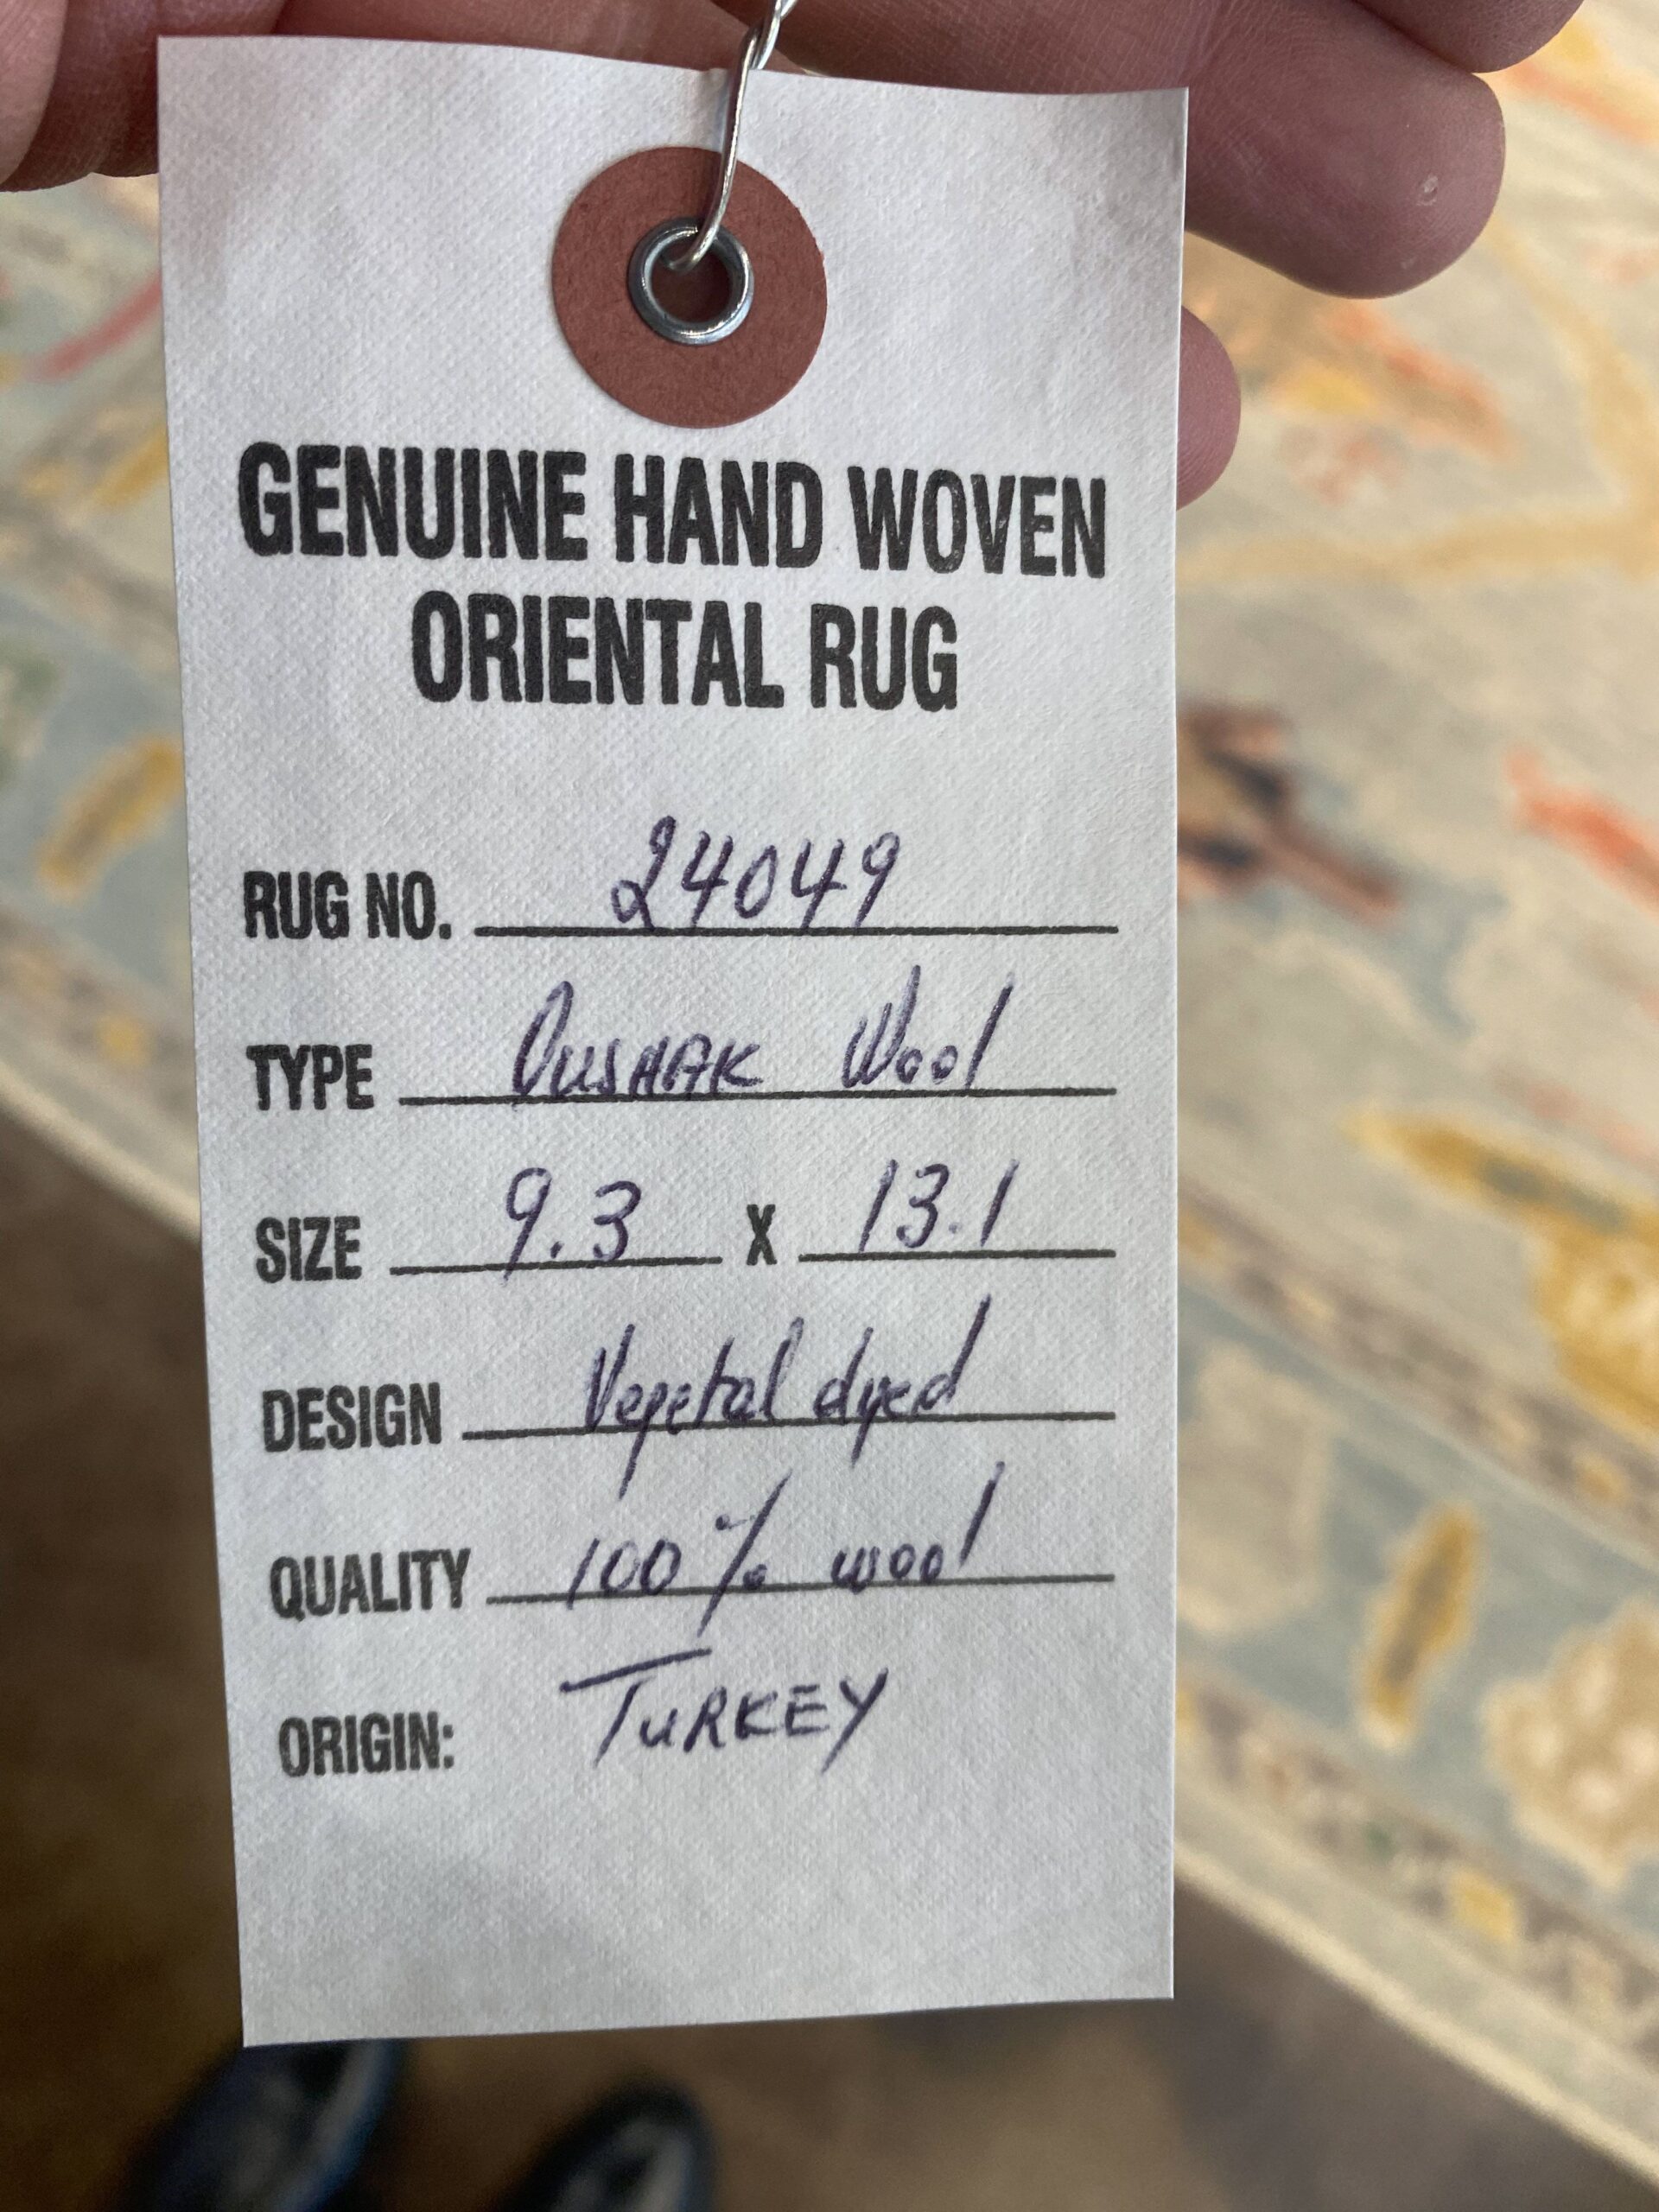 GENUINE HAND WOVEN
ORIENTAL RUG
RUG NO. 24049
TYPE Oushak Wool
SIZE 9.3 X 13.1
DESIGN Vegetal dyed
QUALITY 100% wool
ORIGIN: TURKEY